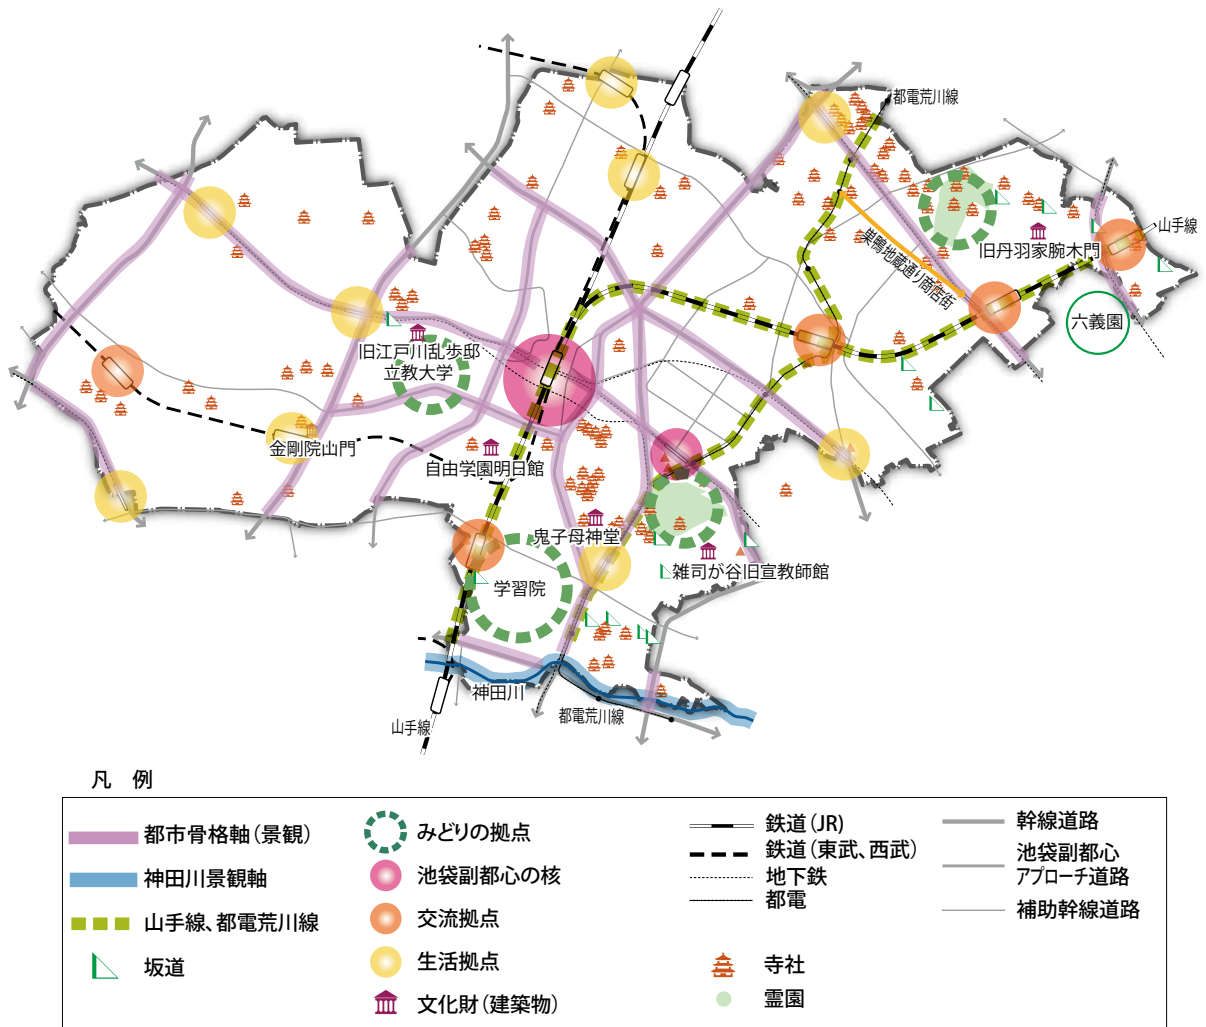 都電荒川線
山手線
旧丹羽家腕木門
巣鴨地蔵通り商店街
六義園
旧江戸川乱歩邸
立教大学
金剛院山門
自由学園明日館
鬼子母神堂
雑司が谷旧宣教師館
学習院
神田川
都電荒川線
山手線
凡 例
都市骨格軸(景観)
神田川景観軸
山手線、都電荒川線
坂道
みどりの拠点
池袋副都心の核
交流拠点
生活拠点
文化財(建築物)
鉄道(JR)
鉄道(東武、西武)
地下鉄
都電
寺社
霊園
幹線道路
池袋副都心
アプローチ道路
補助幹線道路